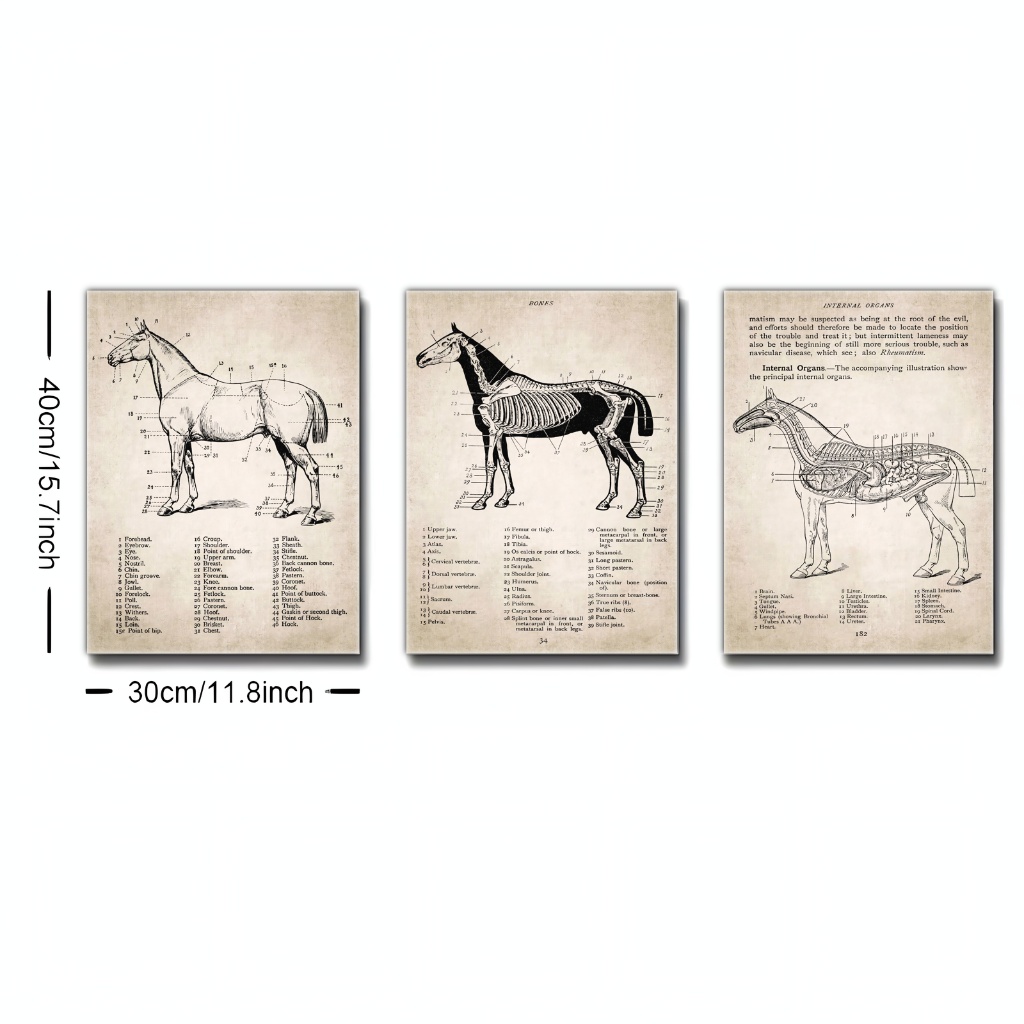 40cm/15.7inch
30cm/11.8inch
1 Forehead.
2 Eyebrow.
3 Eye.
4 Nose.
5 Nostril.
6 Chin.
7 Chin groove.
8 Jowl.
9 Gullet.
10 Forelock.
11 Poll.
12 Crest.
13 Withers.
14 Back.
15 Loin.
15a Point of hip.
16 Croup.
17 Shoulder.
18 Point of shoulder.
19 Upper arm.
20 Breast.
21 Elbow.
22 Forearm.
23 Knee.
24 Fore cannon bone.
25 Fetlock.
26 Pastern.
27 Coronet.
28 Hoof.
29 Chestnut.
30 Brisket.
31 Chest.
32 Flank.
33 Sheath.
34 Stifle.
35 Chestnut.
36 Back cannon bone.
37 Fetlock.
38 Pastern.
39 Coronet.
40 Hoof.
41 Point of buttock.
42 Buttock.
43 Thigh.
44 Gaskin or second thigh.
45 Point of Hock.
46 Hock.
BONES
1 Upper jaw.
2 Lower jaw.
3 Atlas.
4 Axis.
Cervical vertebræ.
Dorsal vertebræ.
Lumbar vertebræ.
Sacrum.
Caudal vertebræ.
15 Pelvis.
16 Femur or thigh.
17 Fibula.
18 Tibia.
19 Os calcis or point of hock.
20 Astragalus.
21 Scapula.
22 Shoulder joint.
23 Humerus.
24 Ulna.
25 Radius.
26 Pisiform.
27 Carpus or knee.
28 Splint bone or inner small
metacarpal in front, or
metatarsal in back legs.
29 Cannon bone or large
metacarpal in front, or
large metatarsal in back
legs.
30 Sesamoid.
31 Long pastern.
32 Short pastern.
33 Coffin.
34 Navicular bone (position
of).
35 Sternum or breast-bone.
36 True ribs (8).
37 False ribs (10).
38 Patella.
39 Stifle joint.
34
INTERNAL ORGANS
matism may be suspected as being at the root of the evil,
and efforts should therefore be made to locate the position
of the trouble and treat it; but intermittent lameness may
also be the beginning of still more serious trouble, such as
navicular disease, which see; also Rheumatism.
Internal Organs.—The accompanying illustration show-
the principal internal organs.
1 Brain.
2 Septum Nasi.
3 Tongue.
4 Gullet.
5 Windpipe.
6 Lungs (showing Bronchial
Tubes A A A.)
7 Heart.
8 Liver.
9 Large Intestine.
10 Testicles.
11 Urethra.
12 Bladder.
13 Rectum.
14 Ureter.
15 Small Intestine.
16 Kidney.
17 Spleen.
18 Stomach.
19 Spinal Cord.
20 Larynx.
21 Pharynx.
182